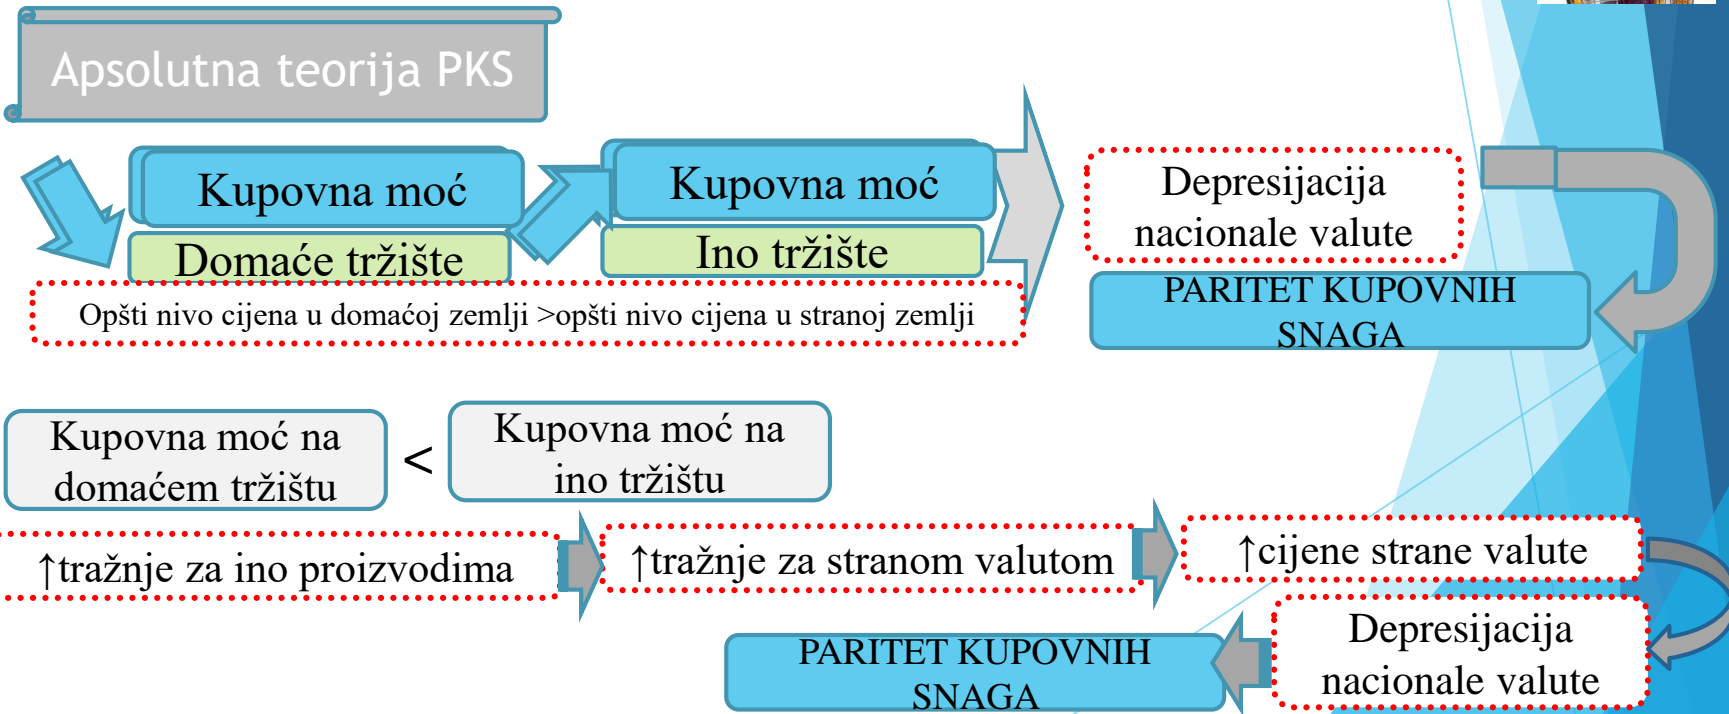 Apsolutna teorija PKS
Kupovna moć
Domaće tržište
Kupovna moć
Ino tržište
Opšti nivo cijena u domaćoj zemlji >opšti nivo cijena u stranoj zemlji
Depresijacija
nacionale valute
PARITET KUPOVNIH
SNAGA
Kupovna moć na
domaćem tržištu
<
Kupovna moć na
ino tržištu
↑tražnje za ino proizvodima
↑tražnje za stranom valutom
↑cijene strane valute
Depresijacija
nacionale valute
PARITET KUPOVNIH
SNAGA